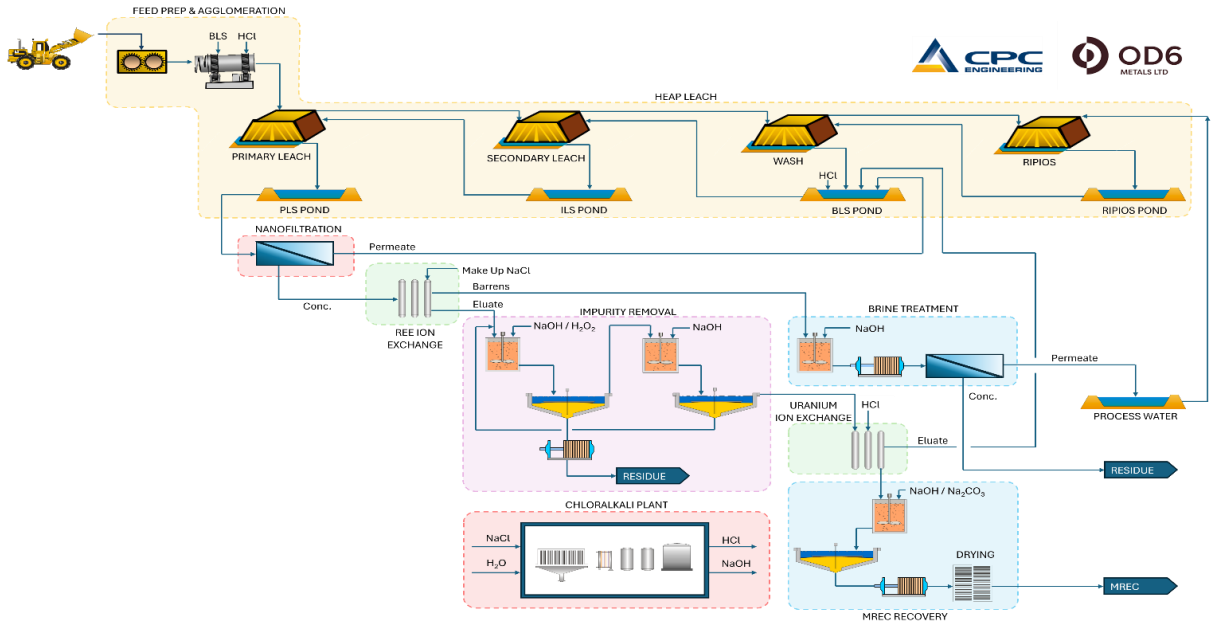 FEED PREP & AGGLOMERATION
BLS HCl
CPC
ENGINEERING
OD6
METALS LTD
HEAP LEACH
PRIMARY LEACH
SECONDARY LEACH
WASH
RIPIOS
HCl
PLS POND
ILS POND
BLS POND
RIPIOS POND
NANOFILTRATION
Permeate
Make Up NaCl
Barrens
Conc.
Eluate
REE ION
EXCHANGE
IMPURITY REMOVAL
NaOH / H₂O₂
NaOH
BRINE TREATMENT
NaOH
Permeate
Conc.
PROCESS WATER
URANIUM
ION EXCHANGE
HCl
Eluate
RESIDUE
RESIDUE
NaOH / Na₂CO₃
CHLORALKALI PLANT
NaCl
H₂O
HCl
NaOH
DRYING
MREC
MREC RECOVERY